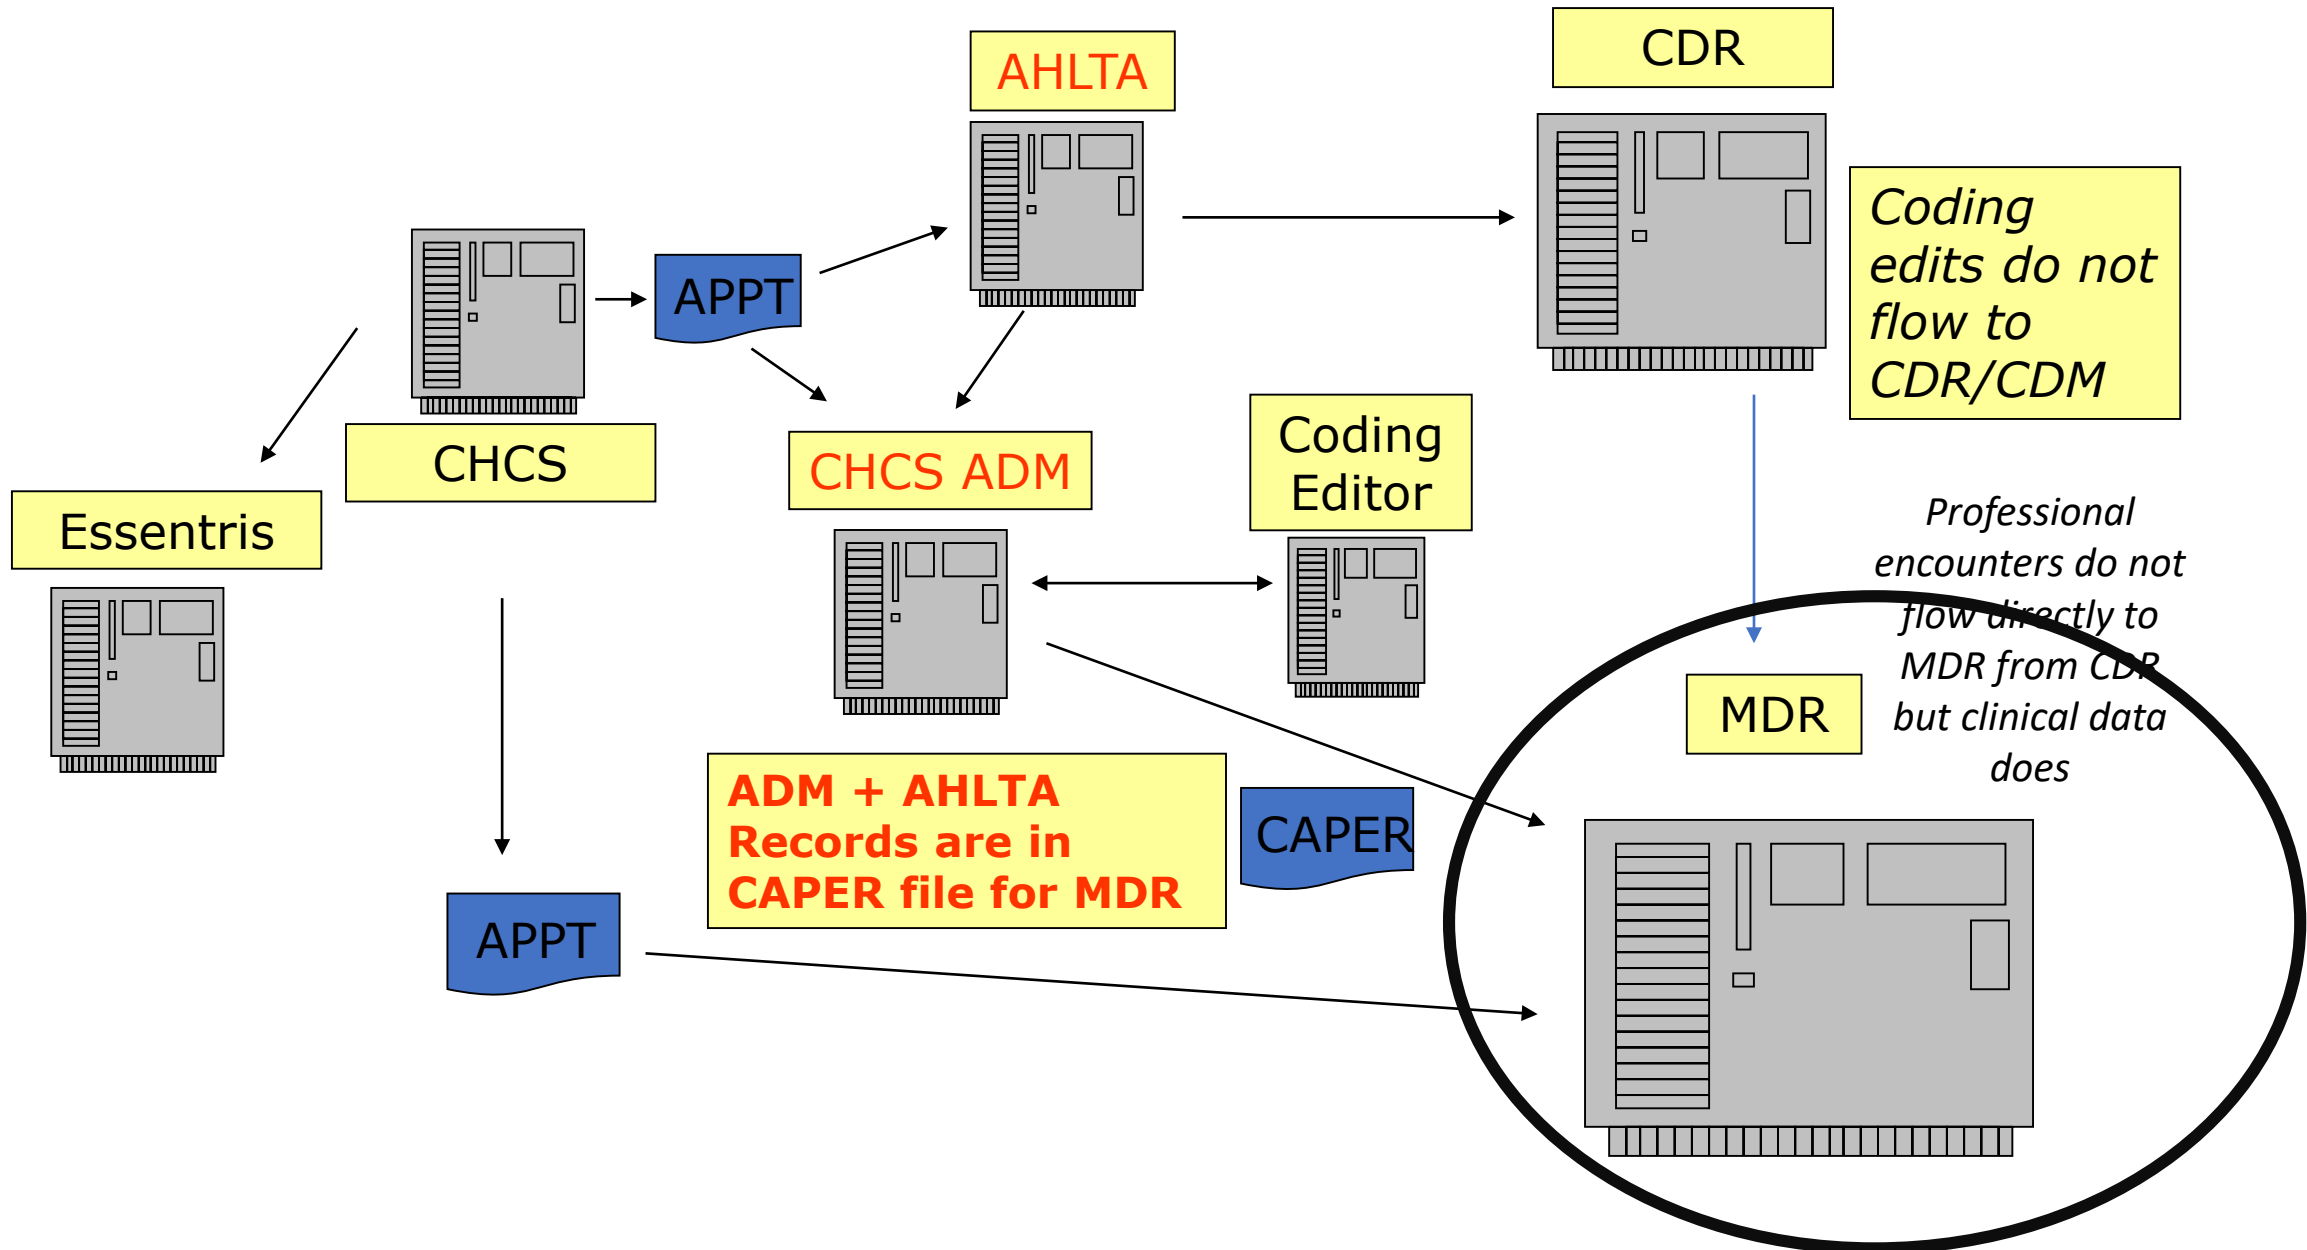 CDR
AHLTA
Coding
edits do not
flow to
CDR/CDM
APPT
CHCS
CHCS ADM
Coding
Editor
Essentris
Professional
encounters do not
flow directly to
MDR from CDR
but clinical data
does
MDR
ADM + AHLTA
Records are in
CAPER file for MDR
CAPER
APPT